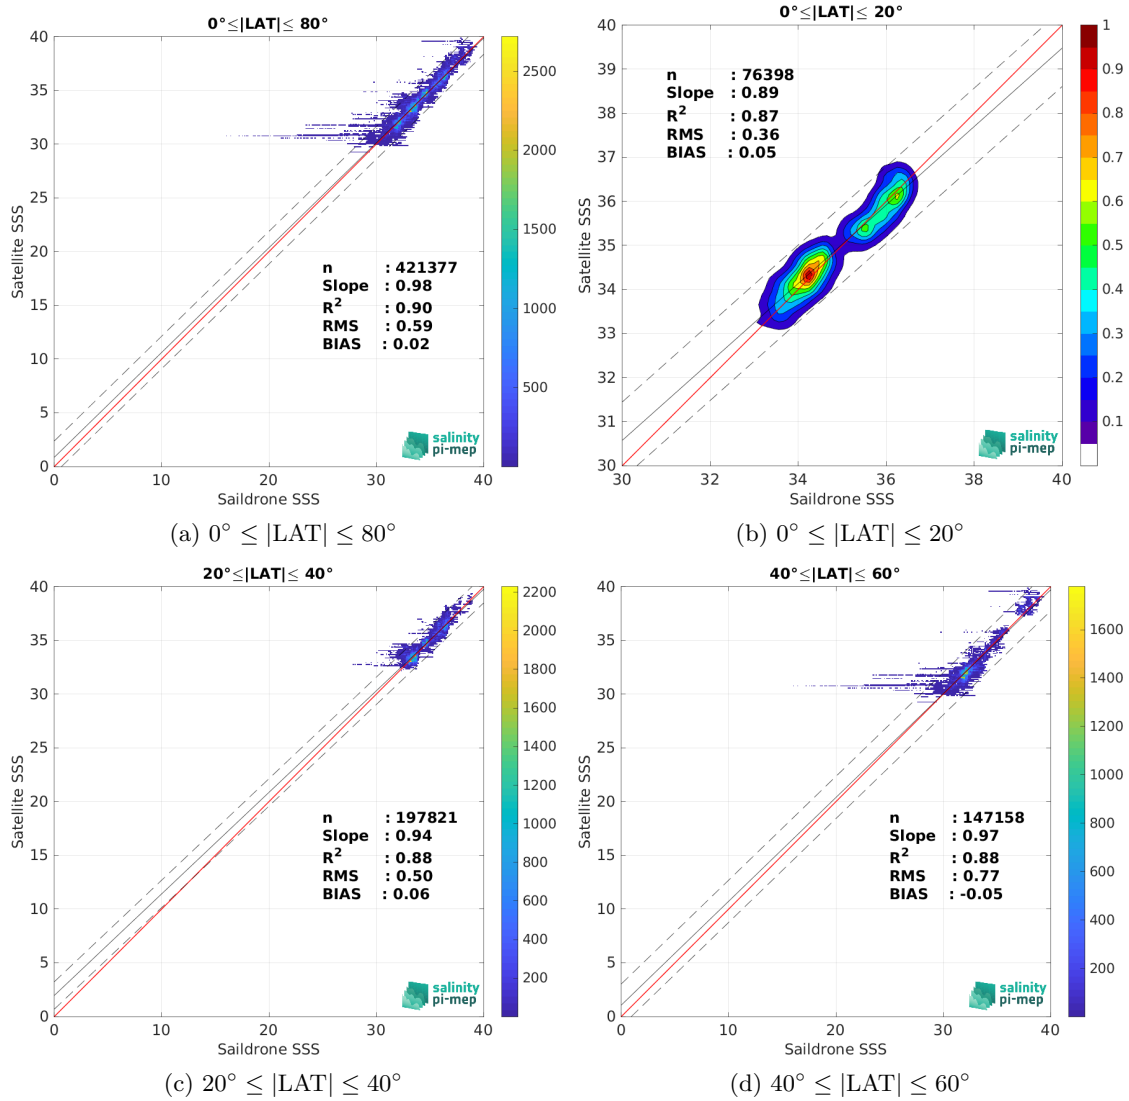 0°≤|LAT|≤ 80°
40
35
30
25
20
15
10
5
0
Satellite SSS
n : 421377
Slope : 0.98
R2 : 0.90
RMS : 0.59
BIAS : 0.02
salinity
pi-mep
0 10 20 30 40
Saildrone SSS
2500
2000
1500
1000
500
(a) 0° ≤ |LAT| ≤ 80°
0°≤|LAT|≤ 20°
40
39
38
37
36
35
34
33
32
31
30
Satellite SSS
n : 76398
Slope : 0.89
R2 : 0.87
RMS : 0.36
BIAS : 0.05
salinity
pi-mep
30 32 34 36 38 40
Saildrone SSS
1
0.9
0.8
0.7
0.6
0.5
0.4
0.3
0.2
0.1
(b) 0° ≤ |LAT| ≤ 20°
20°≤|LAT|≤ 40°
40
35
30
25
20
15
10
5
0
Satellite SSS
n : 197821
Slope : 0.94
R2 : 0.88
RMS : 0.50
BIAS : 0.06
salinity
pi-mep
0 10 20 30 40
Saildrone SSS
2200
2000
1800
1600
1400
1200
1000
800
600
400
200
(c) 20° ≤ |LAT| ≤ 40°
40°≤|LAT|≤ 60°
40
35
30
25
20
15
10
5
0
Satellite SSS
n : 147158
Slope : 0.97
R2 : 0.88
RMS : 0.77
BIAS : -0.05
salinity
pi-mep
0 10 20 30 40
Saildrone SSS
1600
1400
1200
1000
800
600
400
200
(d) 40° ≤ |LAT| ≤ 60°